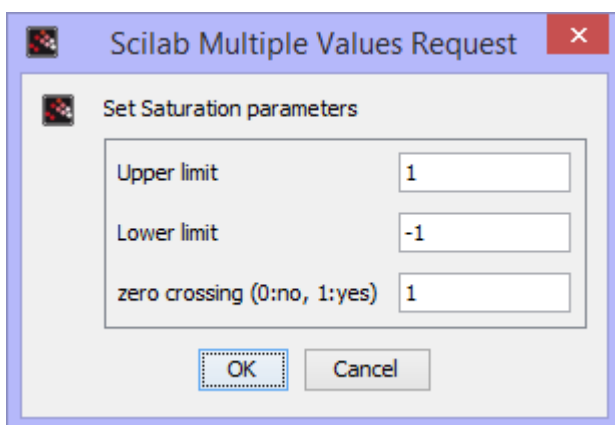 Scilab Multiple Values Request
Set Saturation parameters
Upper limit 1
Lower limit -1
zero crossing (0:no, 1:yes) 1
OK Cancel